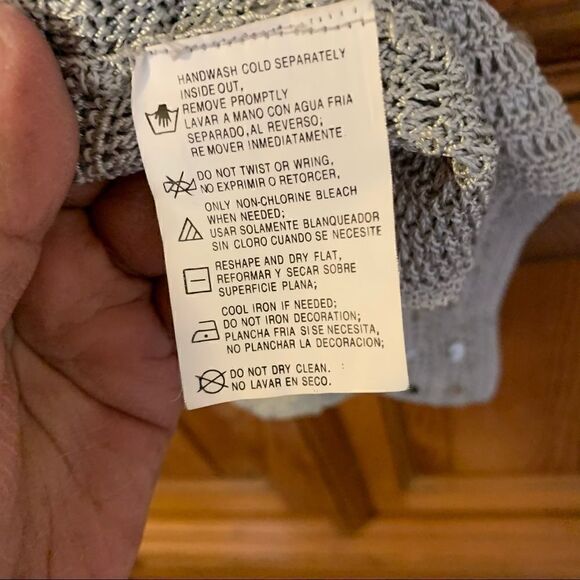 HANDWASH COLD SEPARATELY
INSIDE OUT,
REMOVE PROMPTLY
LAVAR A MANO CON AGUA FRIA
SEPARADO,AL REVERSO;
REMOVER INMEDIATAMENTE.
DO NOT TWIST OR WRING,
NO EXPRIMIR O RETORCER,
ONLY NON-CHLORINE BLEACH
WHEN NEEDED;
USAR SOLAMENTE BLANQUEADOR
SIN CLORO CUANDO SE NECESITE
RESHAPE AND DRY FLAT,
REFORMAR Y SECAR SOBRE
SUPERFICIE PLANA;
COOL IRON IF NEEDED;
DO NOT IRON DECORATION;
PLANCHA FRIA SISE NECESITA,
NO PLANCHAR LA DECORACION;
DO NOT DRY CLEAN.
NO LAVAR EN SECO.